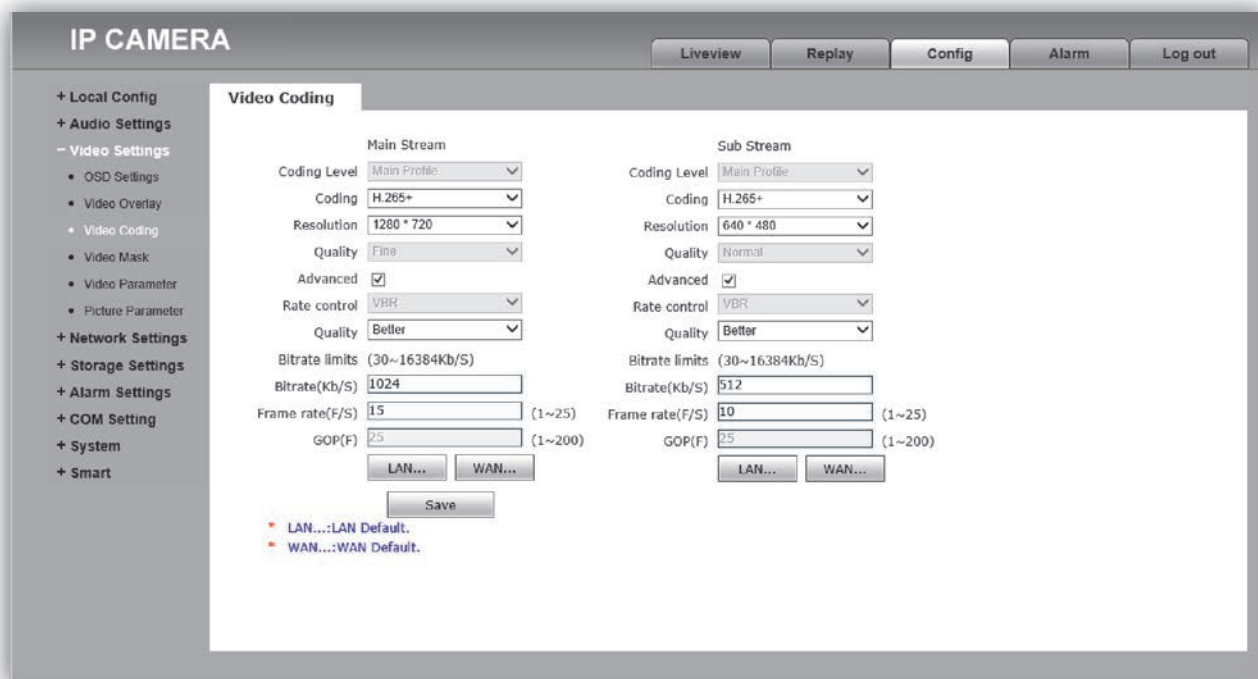 IP CAMERA
Liveview
Replay
Config
Alarm
Log out
+ Local Config
+ Audio Settings
− Video Settings
• OSD Settings
• Video Overlay
• Video Coding
• Video Mask
• Video Parameter
• Picture Parameter
+ Network Settings
+ Storage Settings
+ Alarm Settings
+ COM Setting
+ System
+ Smart
Video Coding
Main Stream
Coding Level Main Profile
Coding H.265+
Resolution 1280 * 720
Quality Fine
Advanced
Rate control VBR
Quality Better
Bitrate limits (30~16384Kb/S)
Bitrate(Kb/S) 1024
Frame rate(F/S) 15 (1~25)
GOP(F) 25 (1~200)
LAN... WAN...
Sub Stream
Coding Level Main Profile
Coding H.265+
Resolution 640 * 480
Quality Normal
Advanced
Rate control VBR
Quality Better
Bitrate limits (30~16384Kb/S)
Bitrate(Kb/S) 512
Frame rate(F/S) 10 (1~25)
GOP(F) 25 (1~200)
LAN... WAN...
Save
* LAN...:LAN Default.
* WAN...:WAN Default.